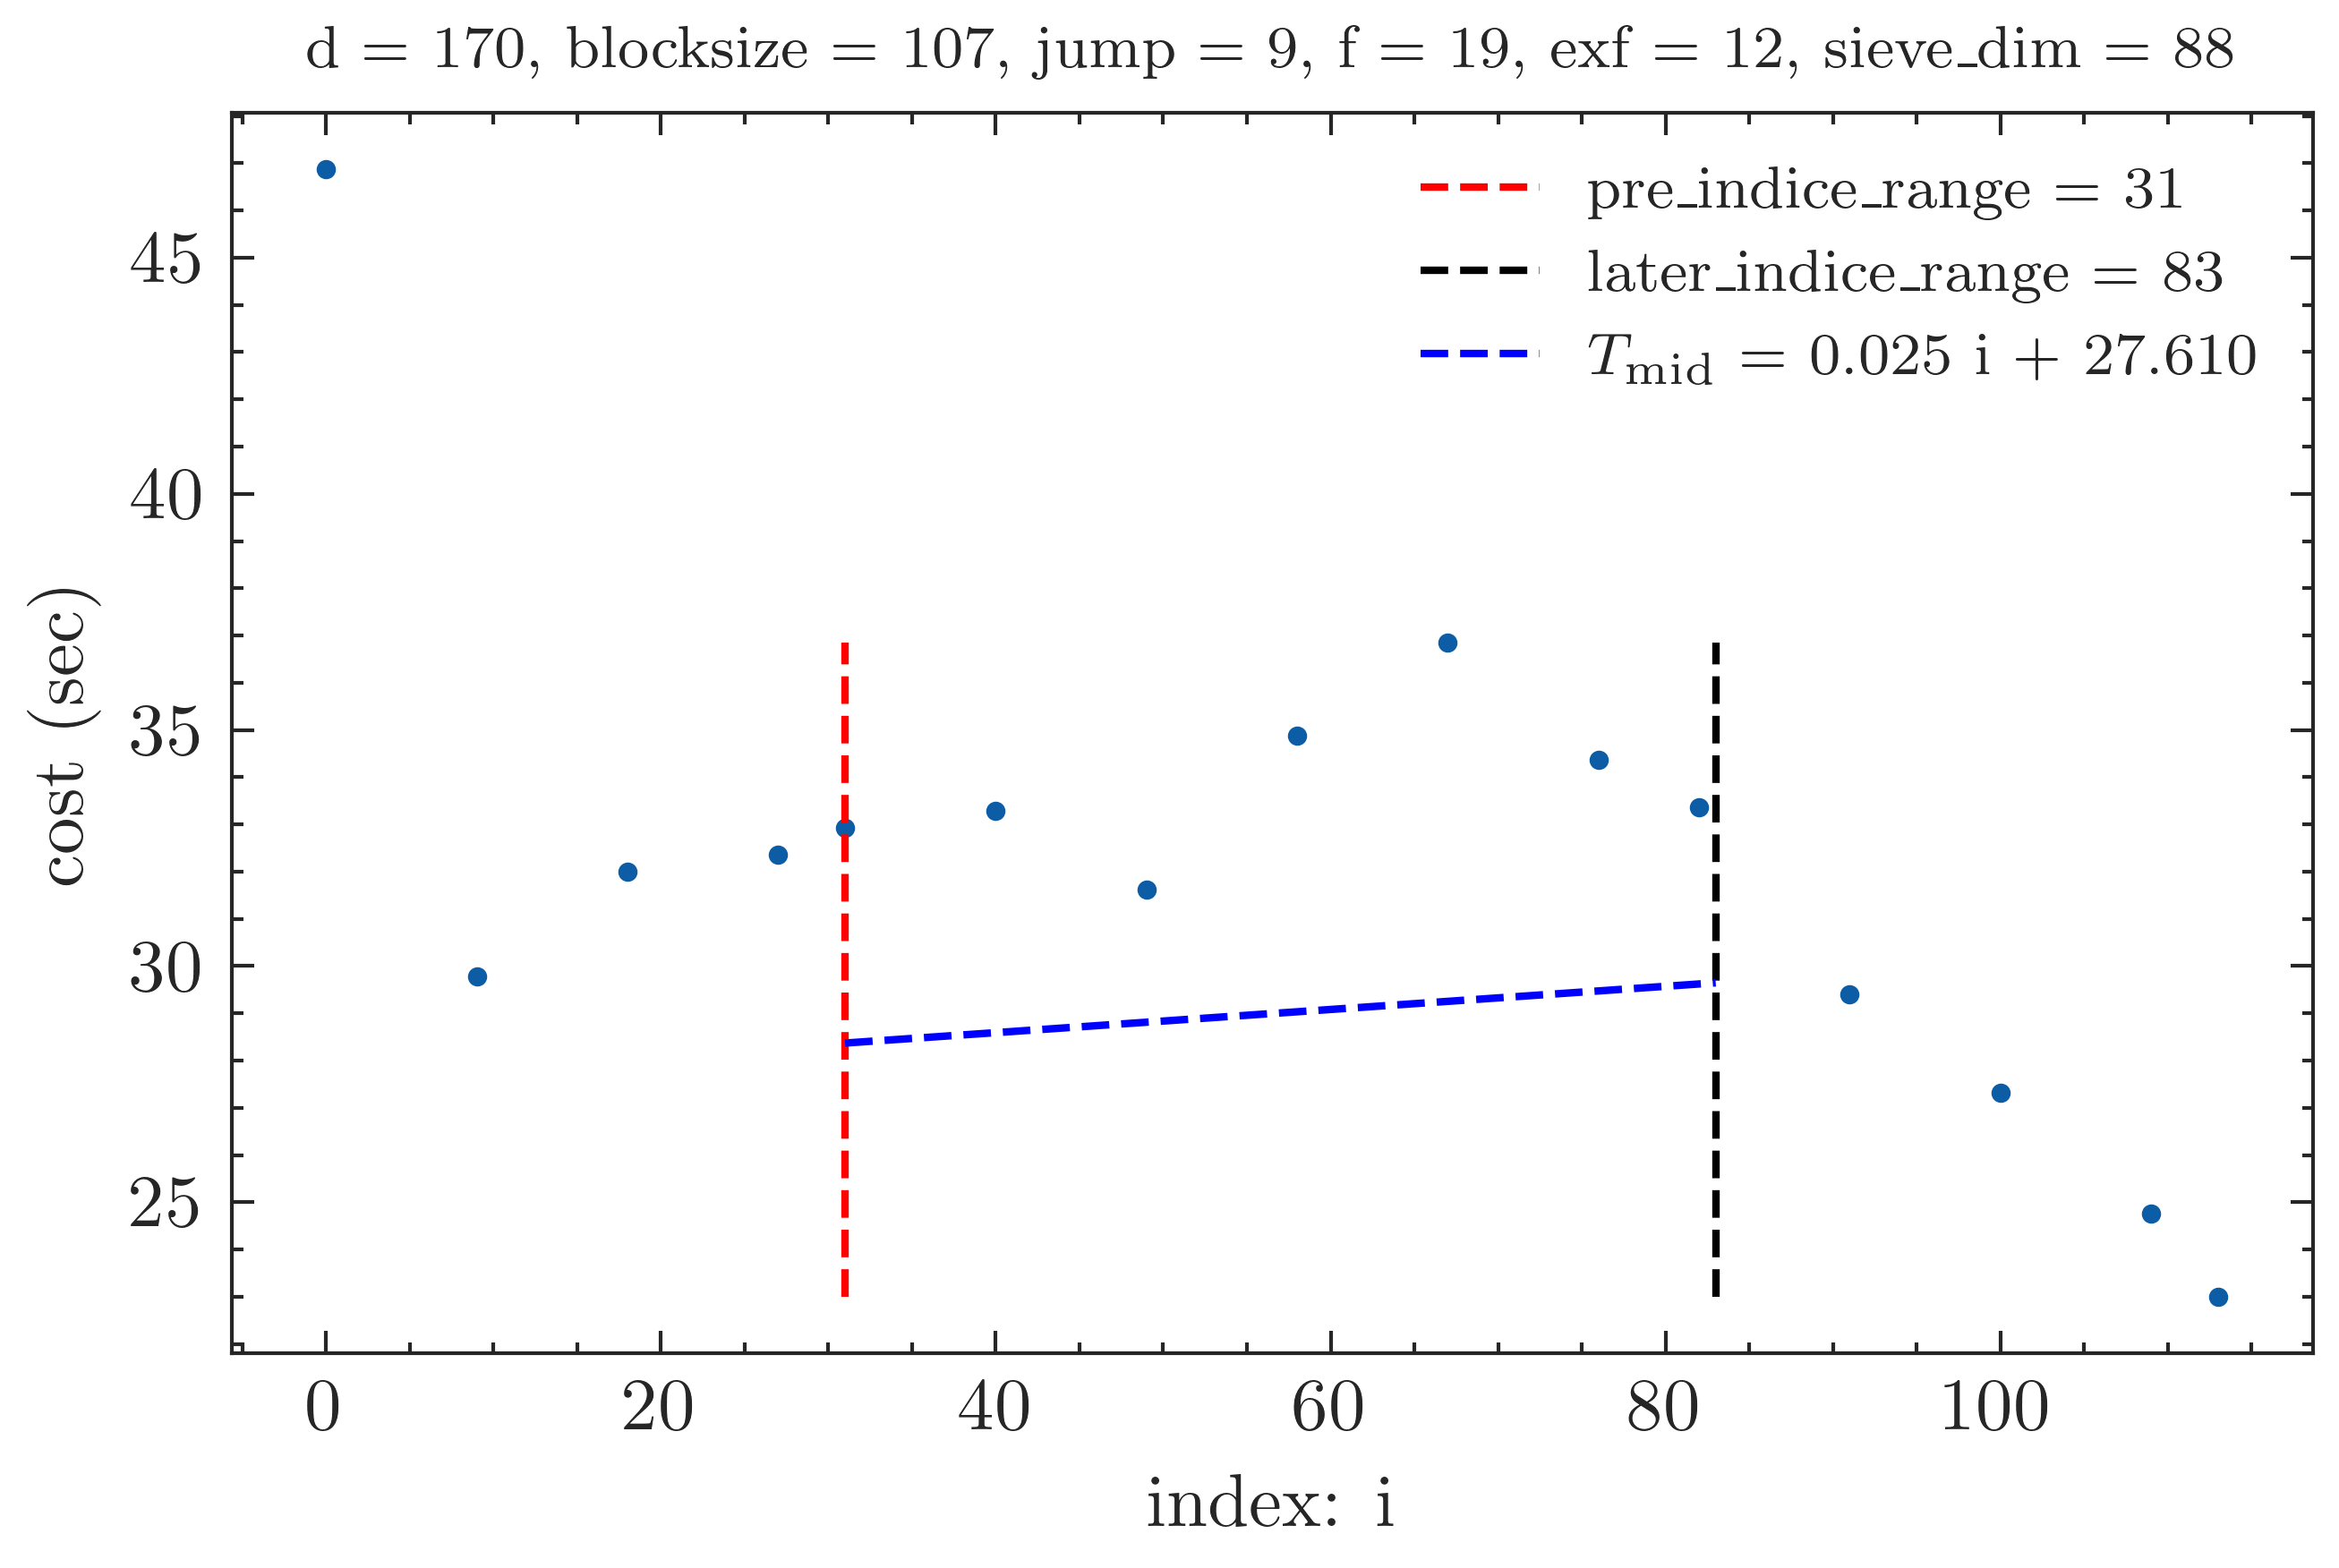 d = 170, blocksize = 107, jump = 9, f = 19, exf = 12, sieve_dim = 88
pre_indice_range = 31
later_indice_range = 83
T_mid = 0.025 i + 27.610
45
40
35
30
25
cost (sec)
0 20 40 60 80 100
index: i